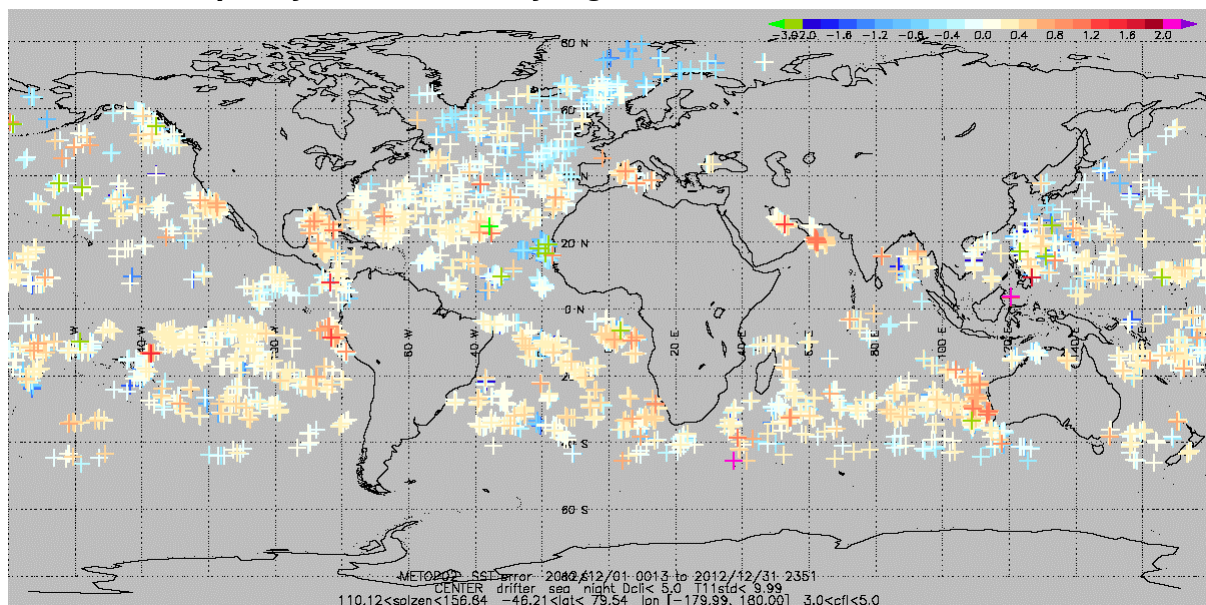 -3.0 -2.0 -1.6 -1.2 -0.8 -0.4 0.0 0.4 0.8 1.2 1.6 2.0
60 N
20 N
0 N
60 W 20 E 80 E 100 E
60 S
METOP02 SST error 2012/12/01 0013 to 2012/12/31 2351
CENTER drifter sea night Dcli< 5.0 T11std< 9.99
110.12<solzen<156.84 -46.21<lat< 79.54 lon [-179.99, 180.00] 3.0<cfl<5.0